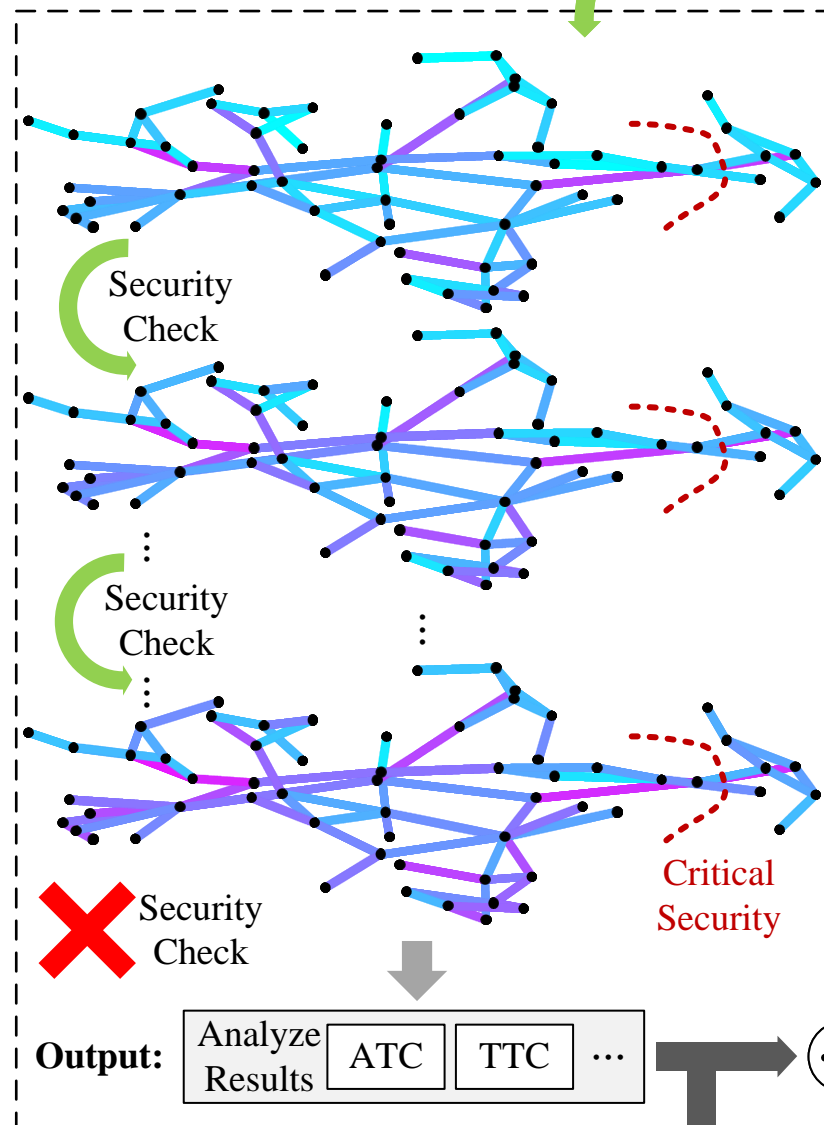 Security
Check
⋮
Security
Check
⋮
⋮
Critical
Security
Security
Check
Output:
Analyze
Results
ATC
TTC
...